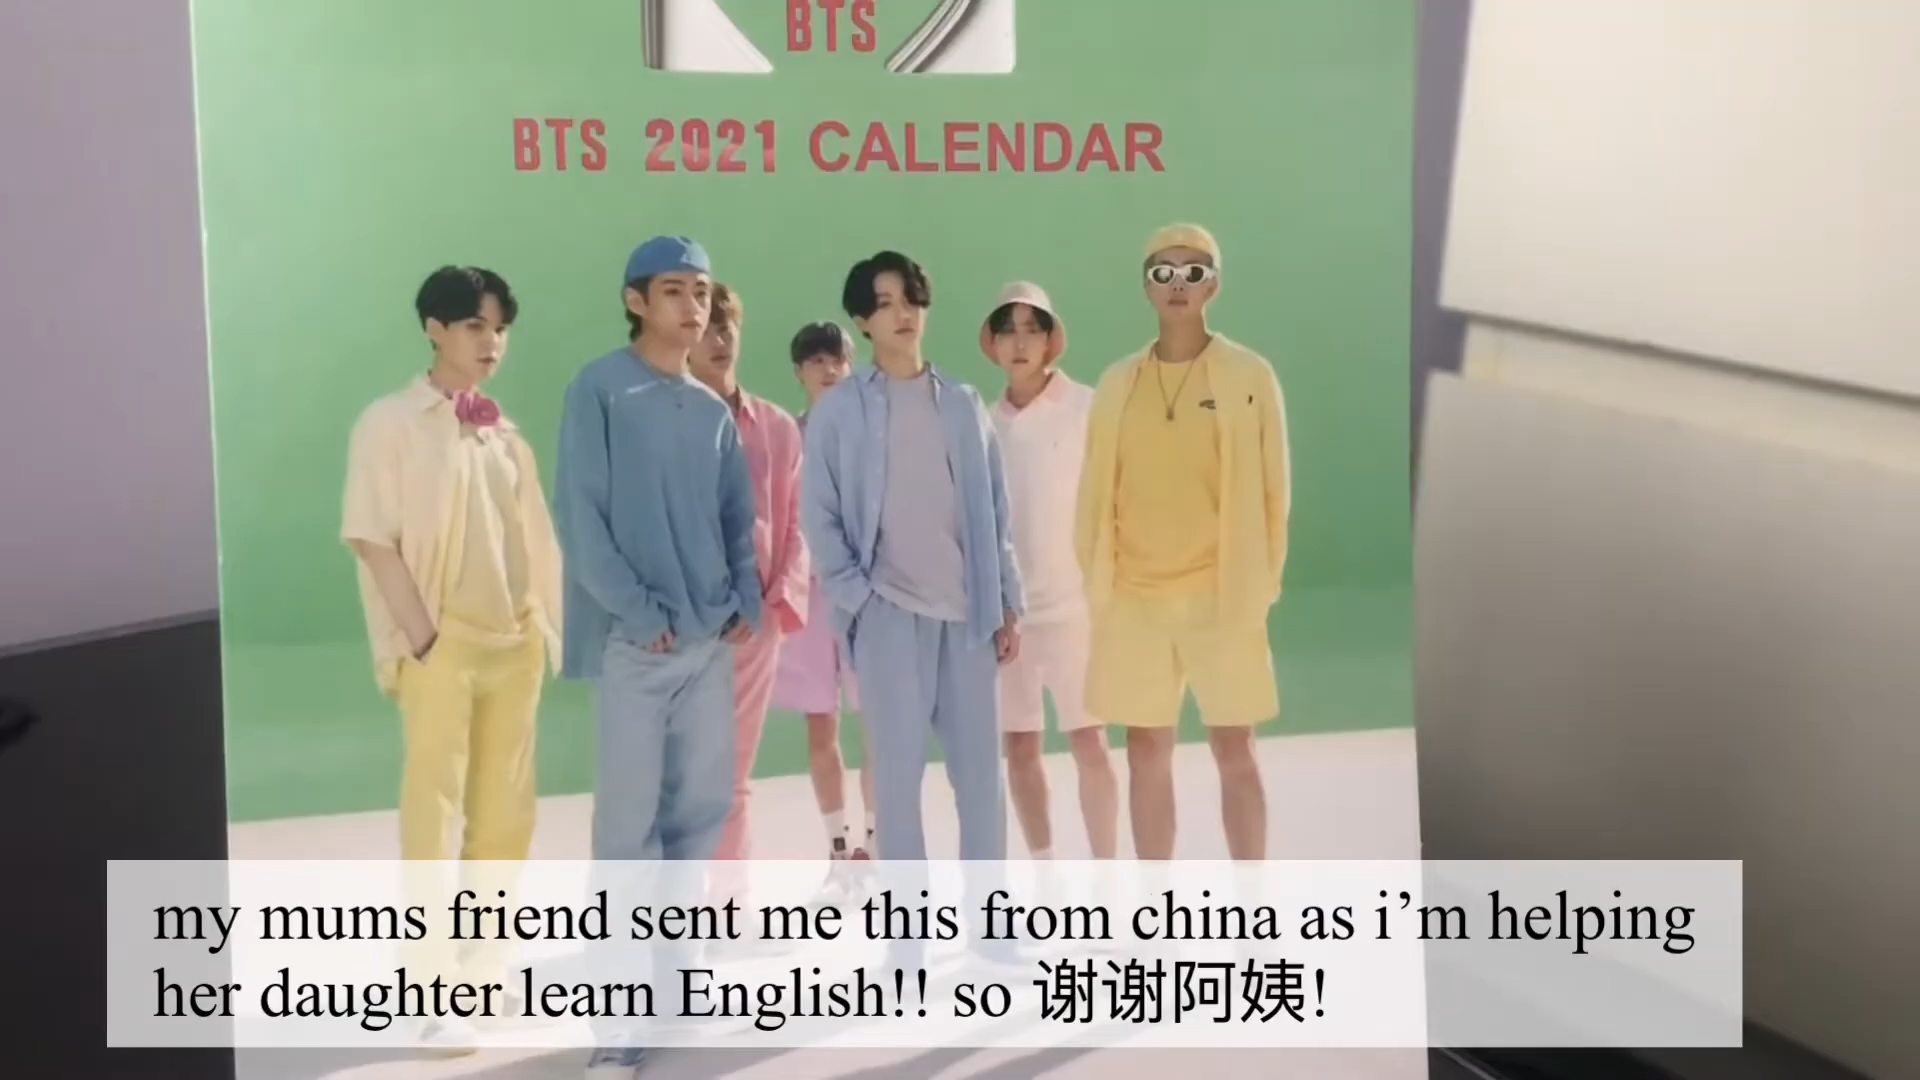 BTS
BTS 2021 CALENDAR
my mums friend sent me this from china as i’m helping
her daughter learn English!! so 谢谢阿姨!